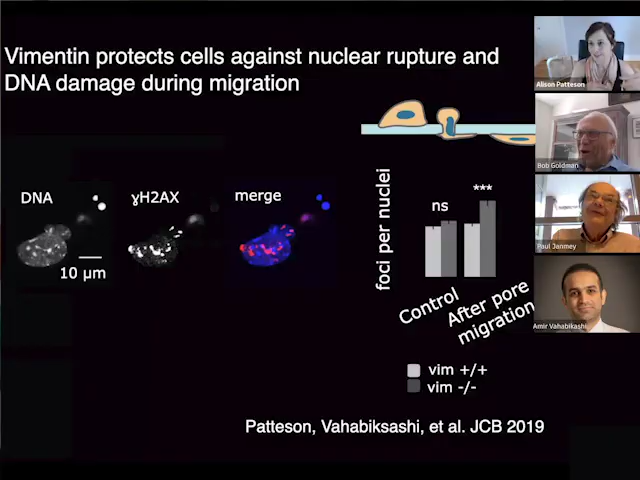 Vimentin protects cells against nuclear rupture and
DNA damage during migration
Alison Patteson
Bob Goldman
Paul Janmey
Amir Vahabikashi
DNA
ɣH2AX
merge
10 µm
foci per nuclei
ns
***
Control
After pore
migration
vim +/+
vim -/-
Patteson, Vahabiksashi, et al. JCB 2019